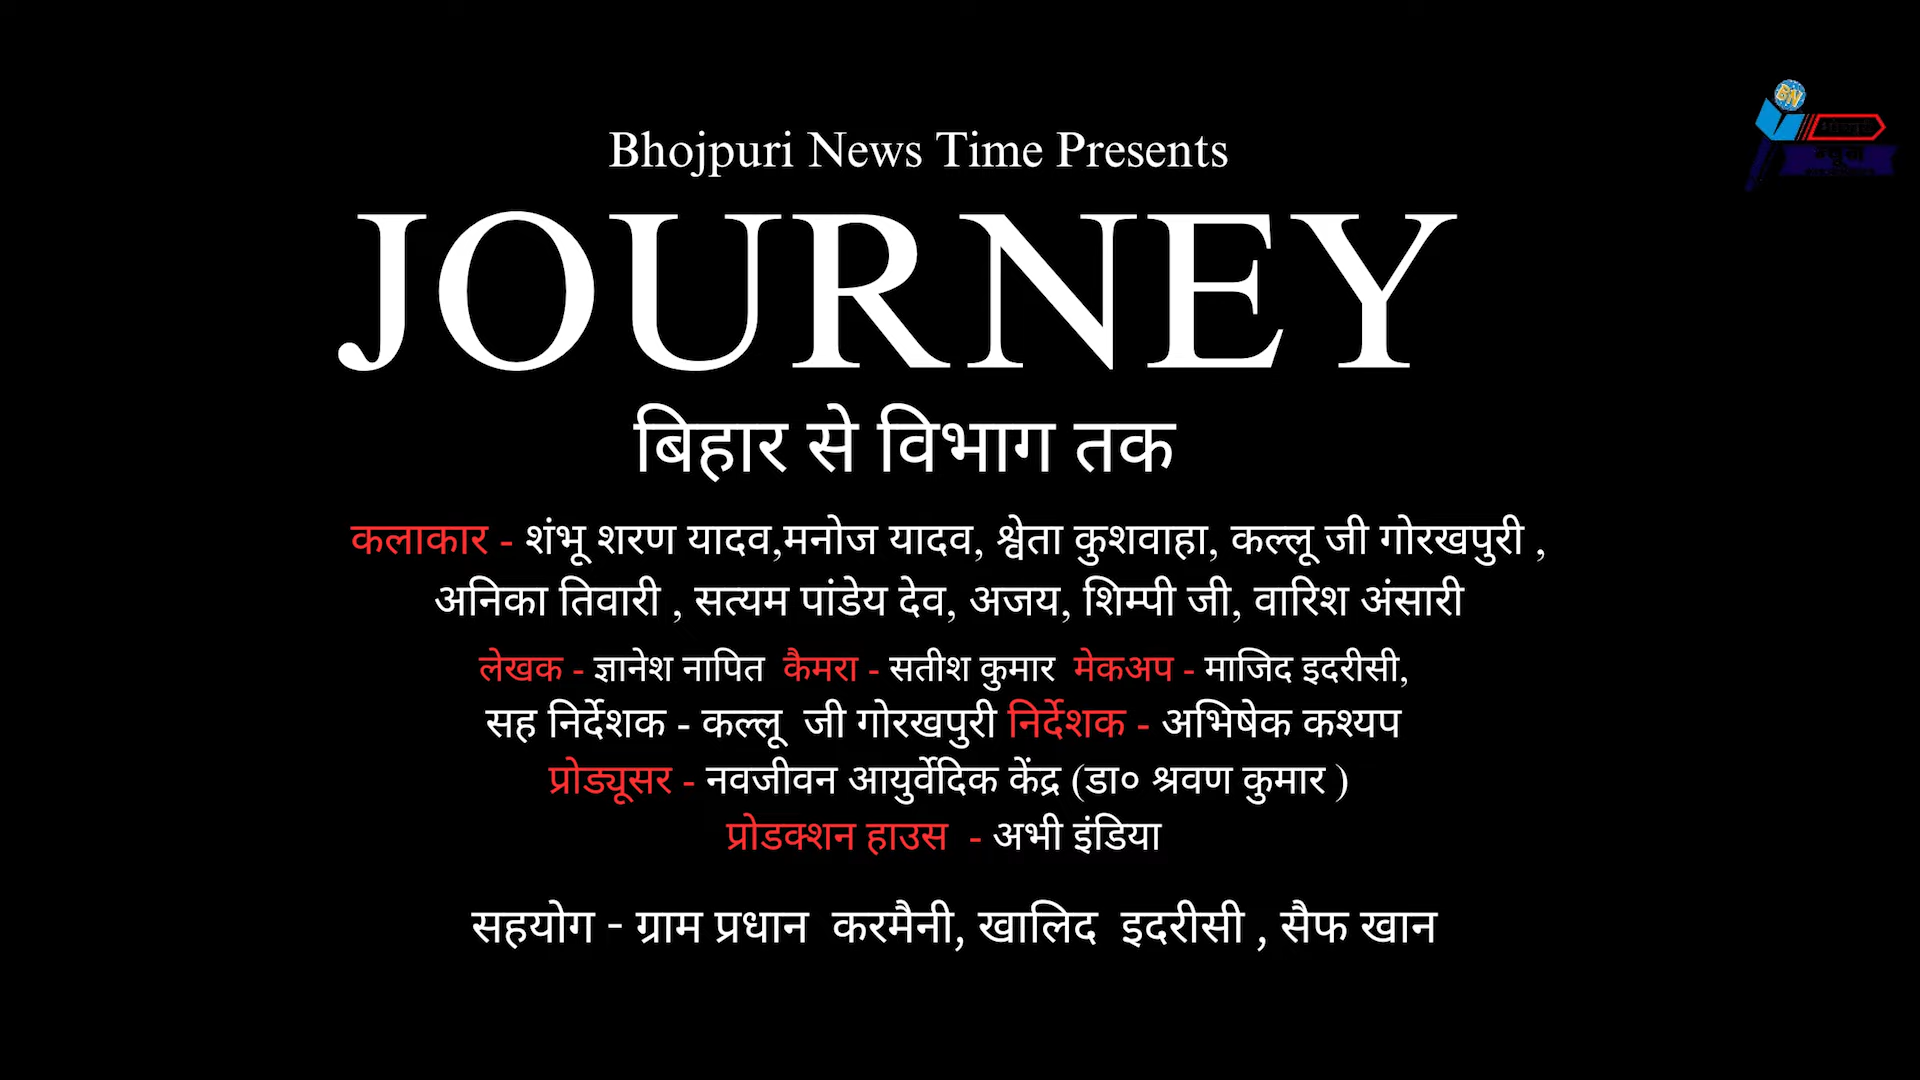 Bhojpuri News Time Presents
JOURNEY
बिहार से विभाग तक
कलाकार - शंभू शरण यादव,मनोज यादव, श्वेता कुशवाहा, कल्लू जी गोरखपुरी ,
अनिका तिवारी , सत्यम पांडेय देव, अजय, शिम्पी जी, वारिश अंसारी
लेखक - ज्ञानेश नापित कैमरा - सतीश कुमार मेकअप - माजिद इदरीसी,
सह निर्देशक - कल्लू जी गोरखपुरी निर्देशक - अभिषेक कश्यप
प्रोड्यूसर - नवजीवन आयुर्वेदिक केंद्र (डा० श्रवण कुमार )
प्रोडक्शन हाउस - अभी इंडिया
सहयोग - ग्राम प्रधान करमैनी, खालिद इदरीसी , सैफ खान
BN